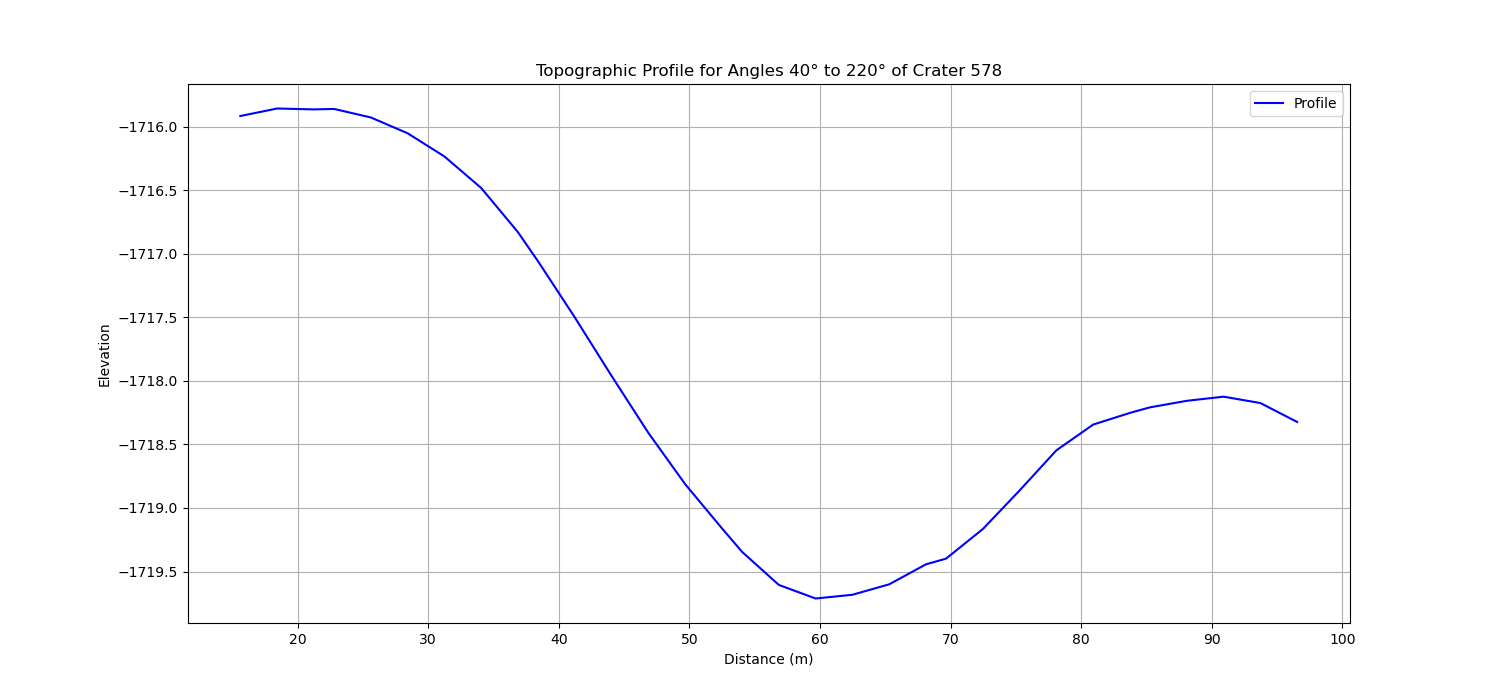 Topographic Profile for Angles 40° to 220° of Crater 578
Profile
−1716.0
−1716.5
−1717.0
−1717.5
−1718.0
−1718.5
−1719.0
−1719.5
Elevation
20 30 40 50 60 70 80 90 100
Distance (m)